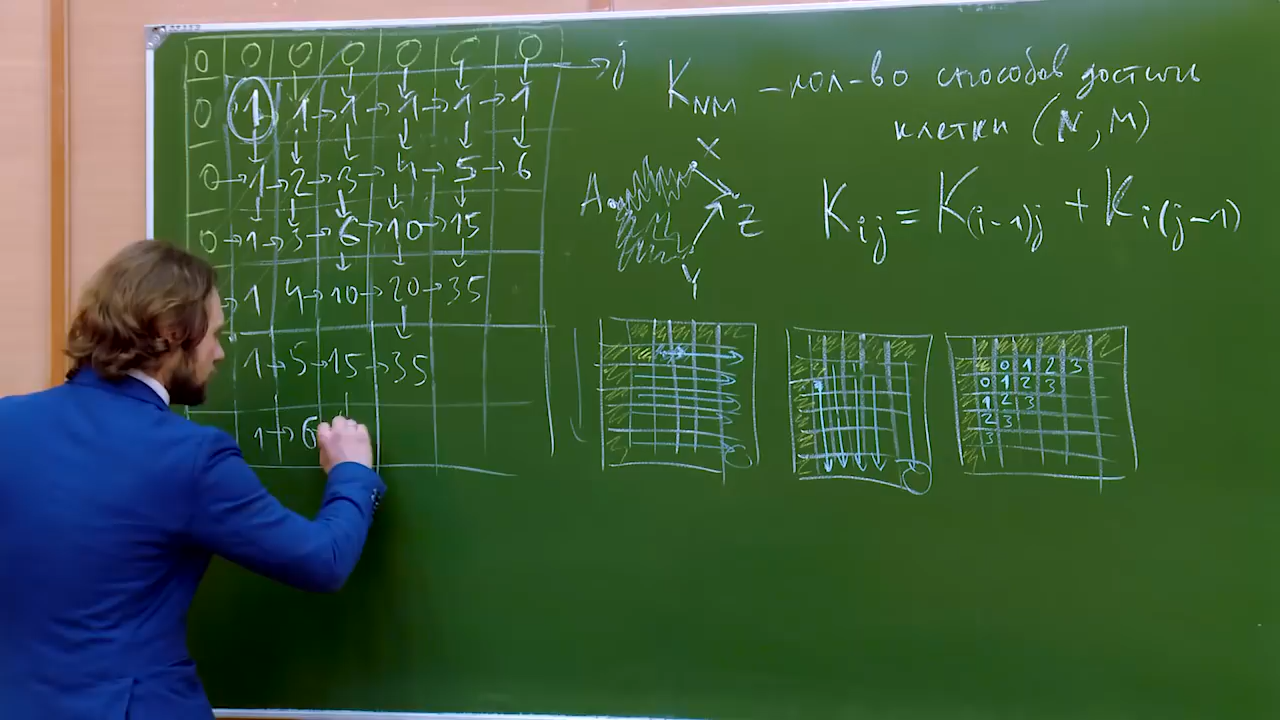 0 0 0 0 0 0 0 → j
0 1 → 1 → 1 → 1 → 1 → 1
0 → 1 → 2 → 3 → 4 → 5 → 6
0 → 1 → 3 → 6 → 10 → 15
→ 1 4 → 10 → 20 → 35
1 → 5 → 15 → 35
1 → 6
K_NM – кол-во способов достичь
клетки (N, M)
A X Z Y
K_ij = K_(i-1)j + K_i(j-1)
0 1 2 3
0 1 2 3
1 2 3
2 3
3